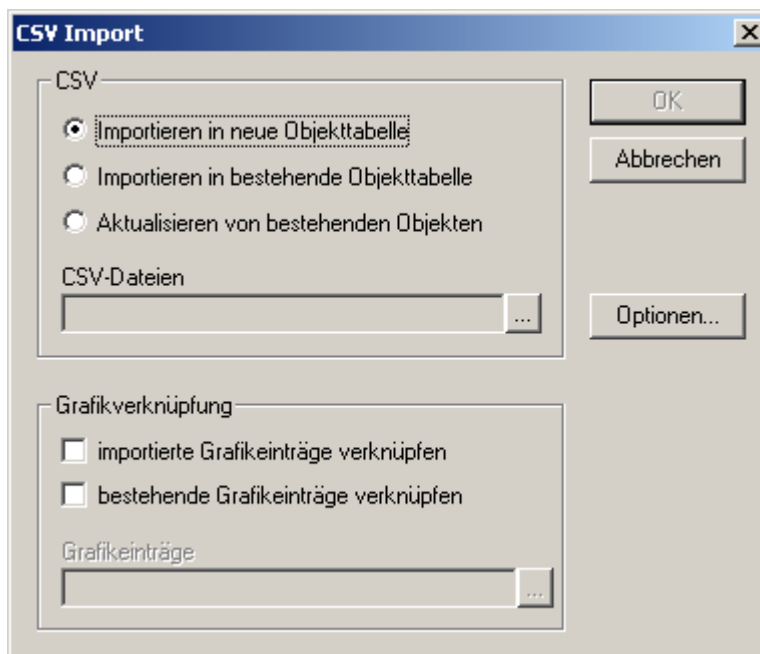 CSV Import
CSV
Importieren in neue Objekttabelle
Importieren in bestehende Objekttabelle
Aktualisieren von bestehenden Objekten
CSV-Dateien
...
OK
Abbrechen
Optionen...
Grafikverknüpfung
importierte Grafikeinträge verknüpfen
bestehende Grafikeinträge verknüpfen
Grafikeinträge
...